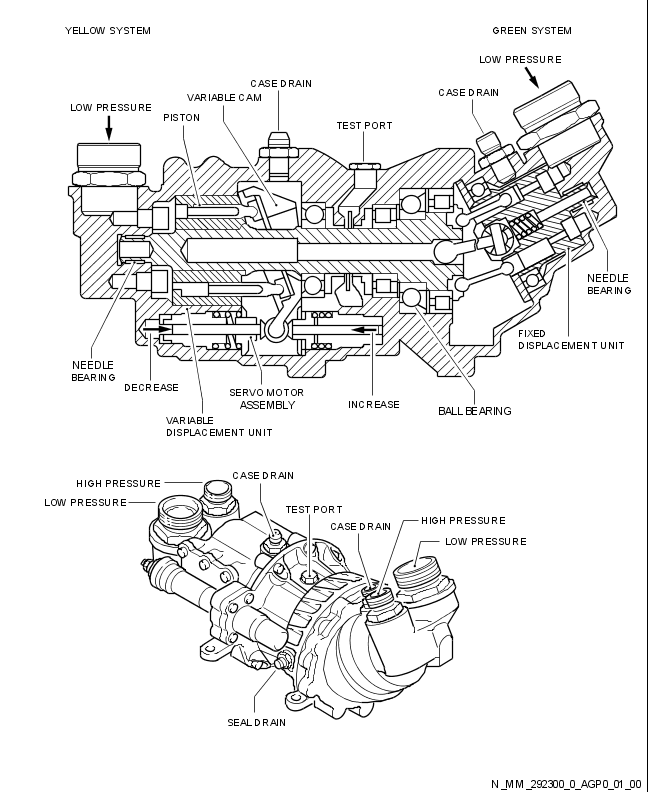 YELLOW SYSTEM
GREEN SYSTEM
LOW PRESSURE
CASE DRAIN
CASE DRAIN
VARIABLE CAM
LOW PRESSURE
PISTON
TEST PORT
NEEDLE
BEARING
FIXED
DISPLACEMENT UNIT
NEEDLE
BEARING
DECREASE
SERVO MOTOR
ASSEMBLY
INCREASE
BALL BEARING
VARIABLE
DISPLACEMENT UNIT
CASE DRAIN
HIGH PRESSURE
LOW PRESSURE
TEST PORT
CASE DRAIN
HIGH PRESSURE
LOW PRESSURE
SEAL DRAIN
N_MM_292300_0_AGP0_01_00